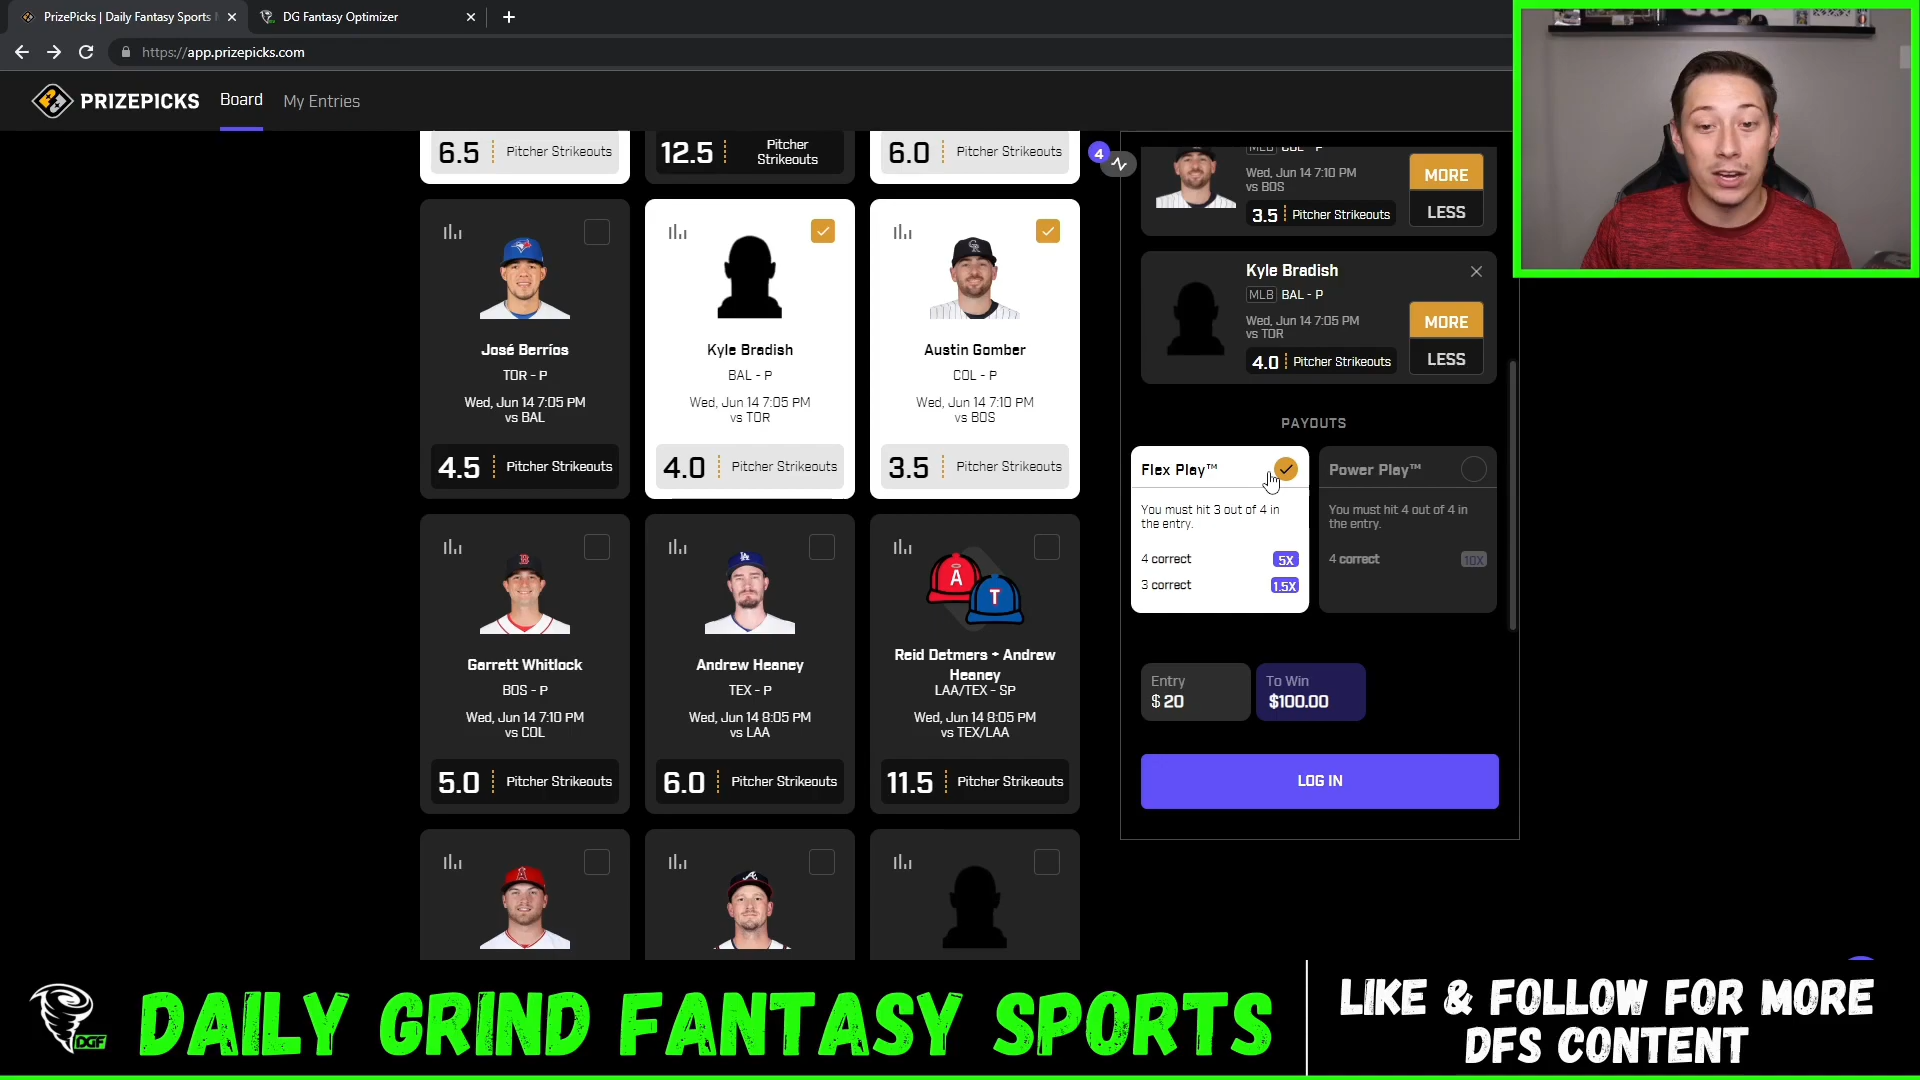 PrizePicks | Daily Fantasy Sports
DG Fantasy Optimizer
https://app.prizepicks.com
PRIZEPICKS
Board
My Entries
6.5 Pitcher Strikeouts
12.5 Pitcher
Strikeouts
6.0 Pitcher Strikeouts
José Berríos
TOR - P
Wed, Jun 14 7:05 PM
vs BAL
4.5 Pitcher Strikeouts
Kyle Bradish
BAL - P
Wed, Jun 14 7:05 PM
vs TOR
4.0 Pitcher Strikeouts
Austin Gomber
COL - P
Wed, Jun 14 7:10 PM
vs BOS
3.5 Pitcher Strikeouts
Garrett Whitlock
BOS - P
Wed, Jun 14 7:10 PM
vs COL
5.0 Pitcher Strikeouts
Andrew Heaney
TEX - P
Wed, Jun 14 8:05 PM
vs LAA
6.0 Pitcher Strikeouts
Reid Detmers + Andrew
Heaney
LAA/TEX - SP
Wed, Jun 14 8:05 PM
vs TEX/LAA
11.5 Pitcher Strikeouts
4
MLB COL - P
Wed, Jun 14 7:10 PM
vs BOS
3.5 Pitcher Strikeouts
MORE
LESS
Kyle Bradish
MLB BAL - P
Wed, Jun 14 7:05 PM
vs TOR
4.0 Pitcher Strikeouts
MORE
LESS
PAYOUTS
Flex Play™
You must hit 3 out of 4 in
the entry.
4 correct 5X
3 correct 1.5X
Power Play™
You must hit 4 out of 4 in
the entry.
4 correct 10X
Entry
$ 20
To Win
$100.00
LOG IN
DGF
DAILY GRIND FANTASY SPORTS
LIKE & FOLLOW FOR MORE
DFS CONTENT